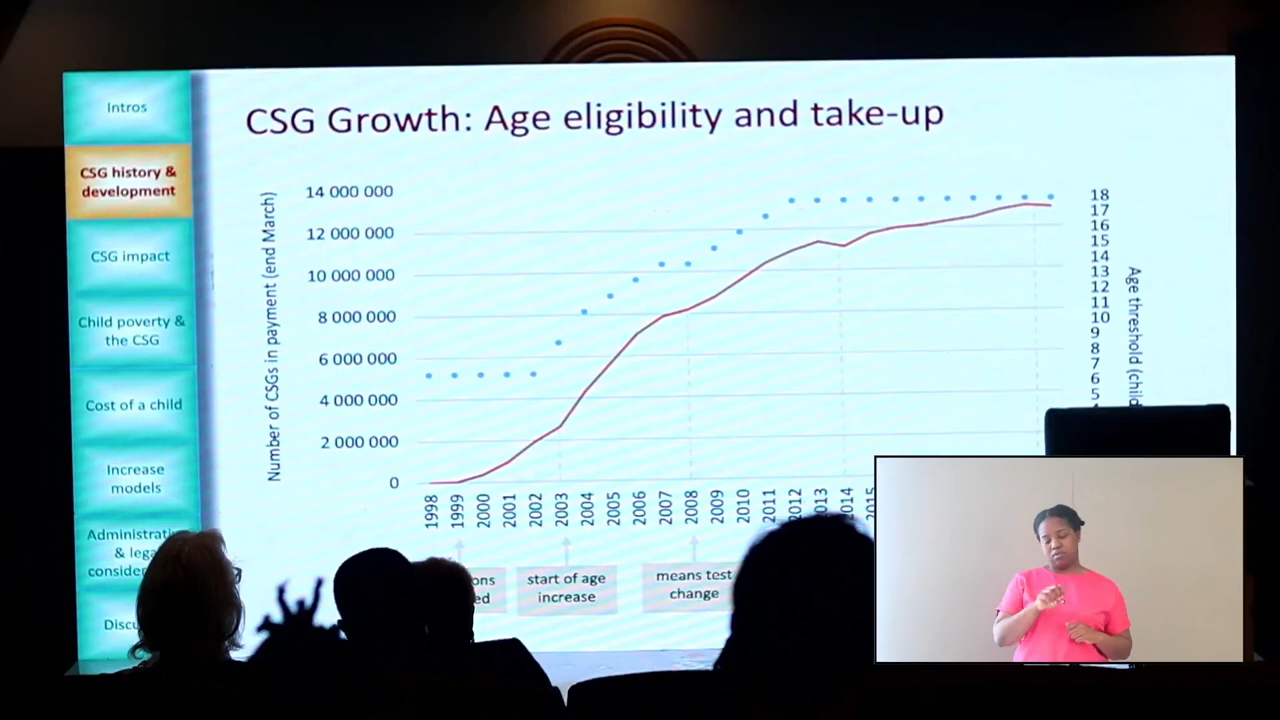 Intros
CSG history &
development
CSG impact
Child poverty &
the CSG
Cost of a child
Increase
models
& lega
CSG Growth: Age eligibility and take-up
Number of CSGs in payment (end March)
14 000 000
12 000 000
10 000 000
8 000 000
6 000 000
4 000 000
2 000 000
0
18
17
16
15
14
13
12
11
10
9
8
7
6
5
Age threshold (child
1998
1999
2000
2001
2002
2003
2004
2005
2006
2007
2008
2009
2010
2011
2012
2013
2014
2015
start of age
increase
means test
change